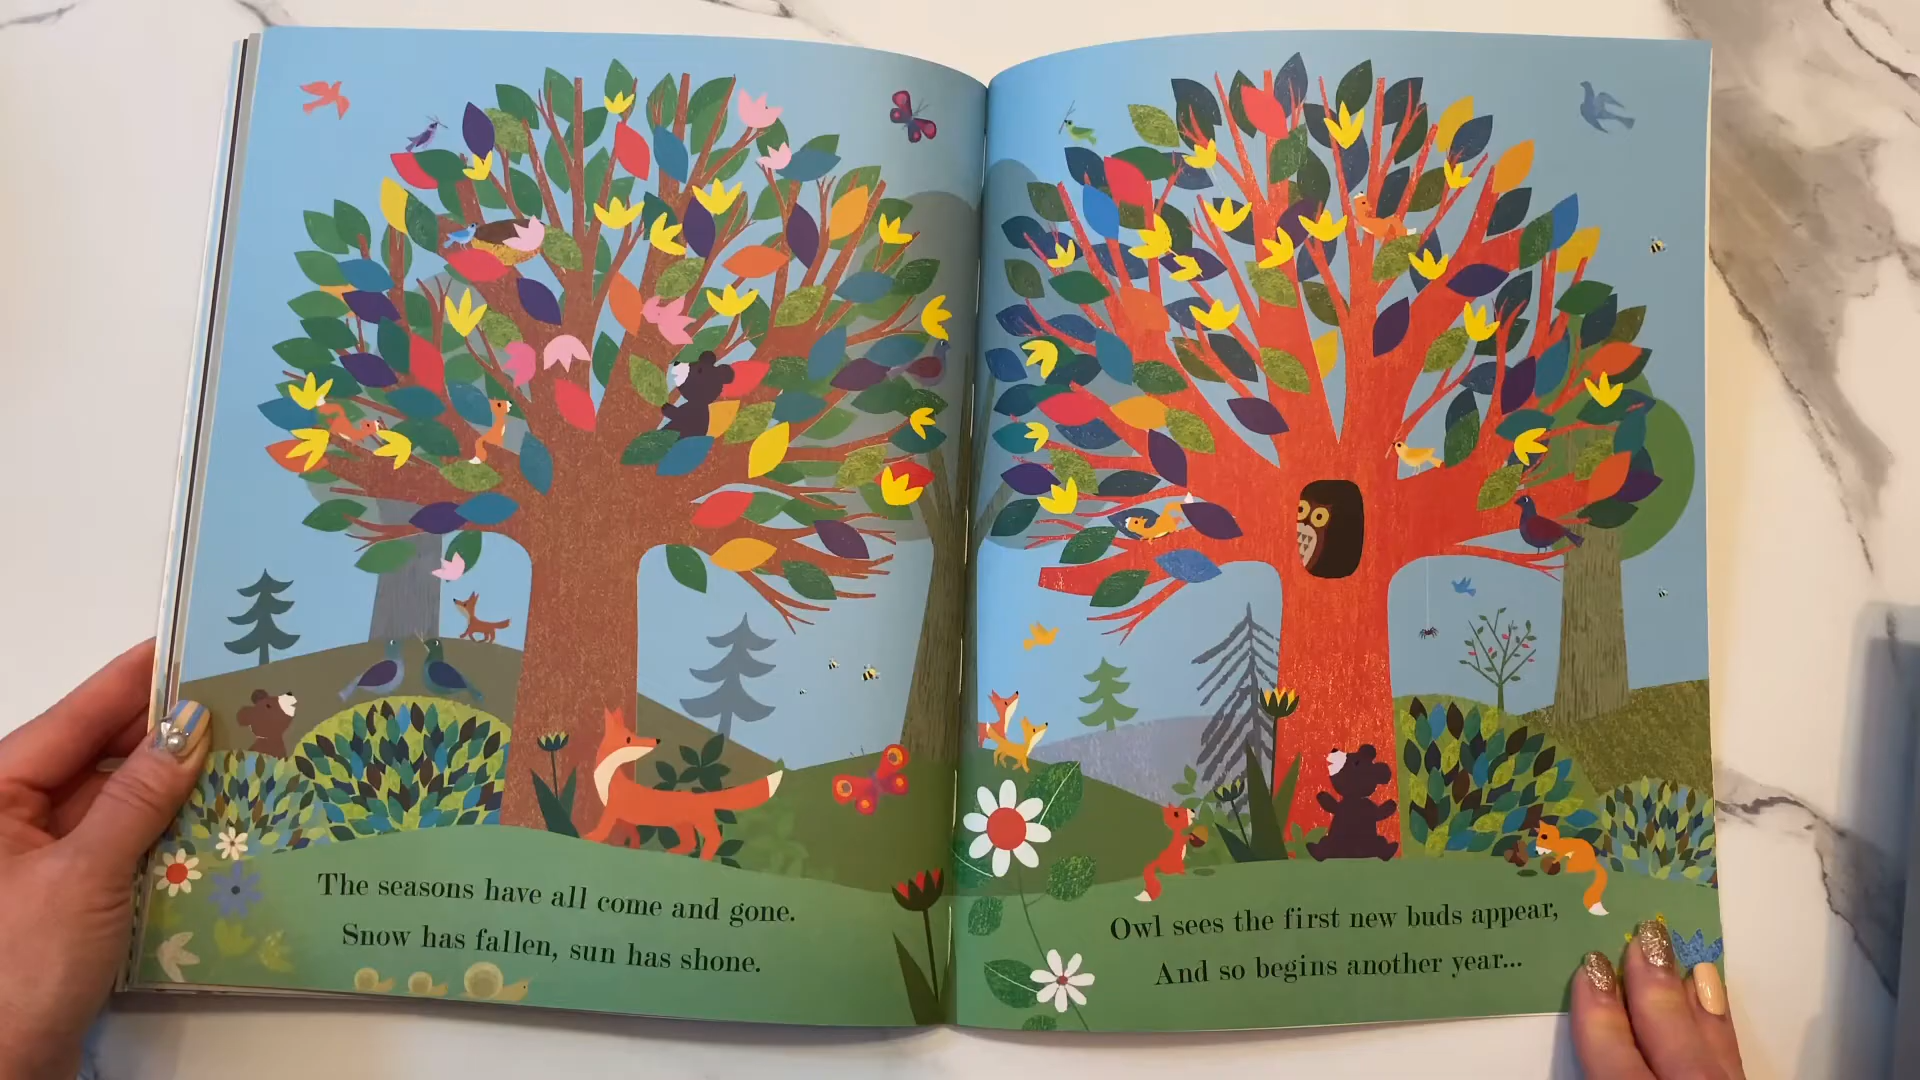 The seasons have all come and gone.
Snow has fallen, sun has shone.
Owl sees the first new buds appear,
And so begins another year...